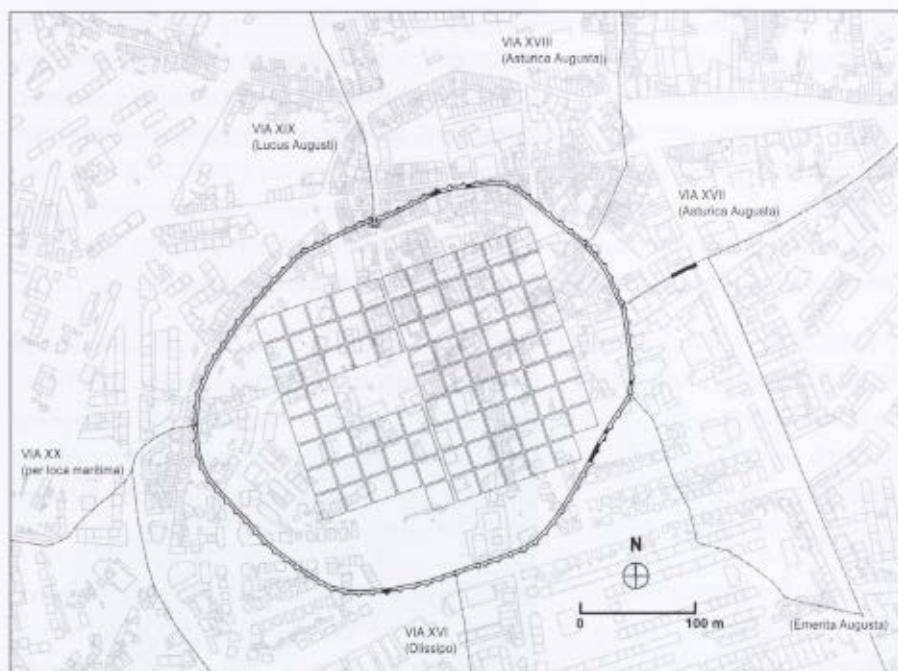 VIA XVIII
(Asturica Augusta)
VIA XIX
(Lucus Augusti)
VIA XVII
(Asturica Augusta)
VIA XX
(per loca maritima)
N
0 100 m
(Emerita Augusta)
VIA XVI
(Olissipo)